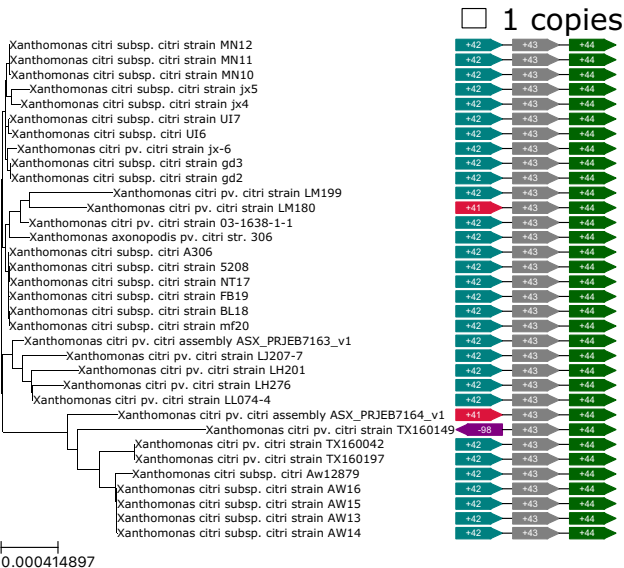 1 copies
Xanthomonas citri subsp. citri strain MN12 +42 +43 +44
Xanthomonas citri subsp. citri strain MN11 +42 +43 +44
Xanthomonas citri subsp. citri strain MN10 +42 +43 +44
Xanthomonas citri subsp. citri strain jx5 +42 +43 +44
Xanthomonas citri subsp. citri strain jx4 +42 +43 +44
Xanthomonas citri subsp. citri strain UI7 +42 +43 +44
Xanthomonas citri subsp. citri UI6 +42 +43 +44
Xanthomonas citri pv. citri strain jx-6 +42 +43 +44
Xanthomonas citri subsp. citri strain gd3 +42 +43 +44
Xanthomonas citri subsp. citri strain gd2 +42 +43 +44
Xanthomonas citri pv. citri strain LM199 +42 +43 +44
Xanthomonas citri pv. citri strain LM180 +41 +43 +44
Xanthomonas citri pv. citri strain 03-1638-1-1 +42 +43 +44
Xanthomonas axonopodis pv. citri str. 306 +42 +43 +44
Xanthomonas citri subsp. citri A306 +42 +43 +44
Xanthomonas citri subsp. citri strain 5208 +42 +43 +44
Xanthomonas citri subsp. citri strain NT17 +42 +43 +44
Xanthomonas citri subsp. citri strain FB19 +42 +43 +44
Xanthomonas citri subsp. citri strain BL18 +42 +43 +44
Xanthomonas citri subsp. citri strain mf20 +42 +43 +44
Xanthomonas citri pv. citri assembly ASX_PRJEB7163_v1 +42 +43 +44
Xanthomonas citri pv. citri strain LJ207-7 +42 +43 +44
Xanthomonas citri pv. citri strain LH201 +42 +43 +44
Xanthomonas citri pv. citri strain LH276 +42 +43 +44
Xanthomonas citri pv. citri strain LL074-4 +42 +43 +44
Xanthomonas citri pv. citri assembly ASX_PRJEB7164_v1 +41 +43 +44
Xanthomonas citri pv. citri strain TX160149 -98 +43 +44
Xanthomonas citri pv. citri strain TX160042 +42 +43 +44
Xanthomonas citri pv. citri strain TX160197 +42 +43 +44
Xanthomonas citri subsp. citri Aw12879 +42 +43 +44
Xanthomonas citri subsp. citri strain AW16 +42 +43 +44
Xanthomonas citri subsp. citri strain AW15 +42 +43 +44
Xanthomonas citri subsp. citri strain AW13 +42 +43 +44
Xanthomonas citri subsp. citri strain AW14 +42 +43 +44
0.000414897